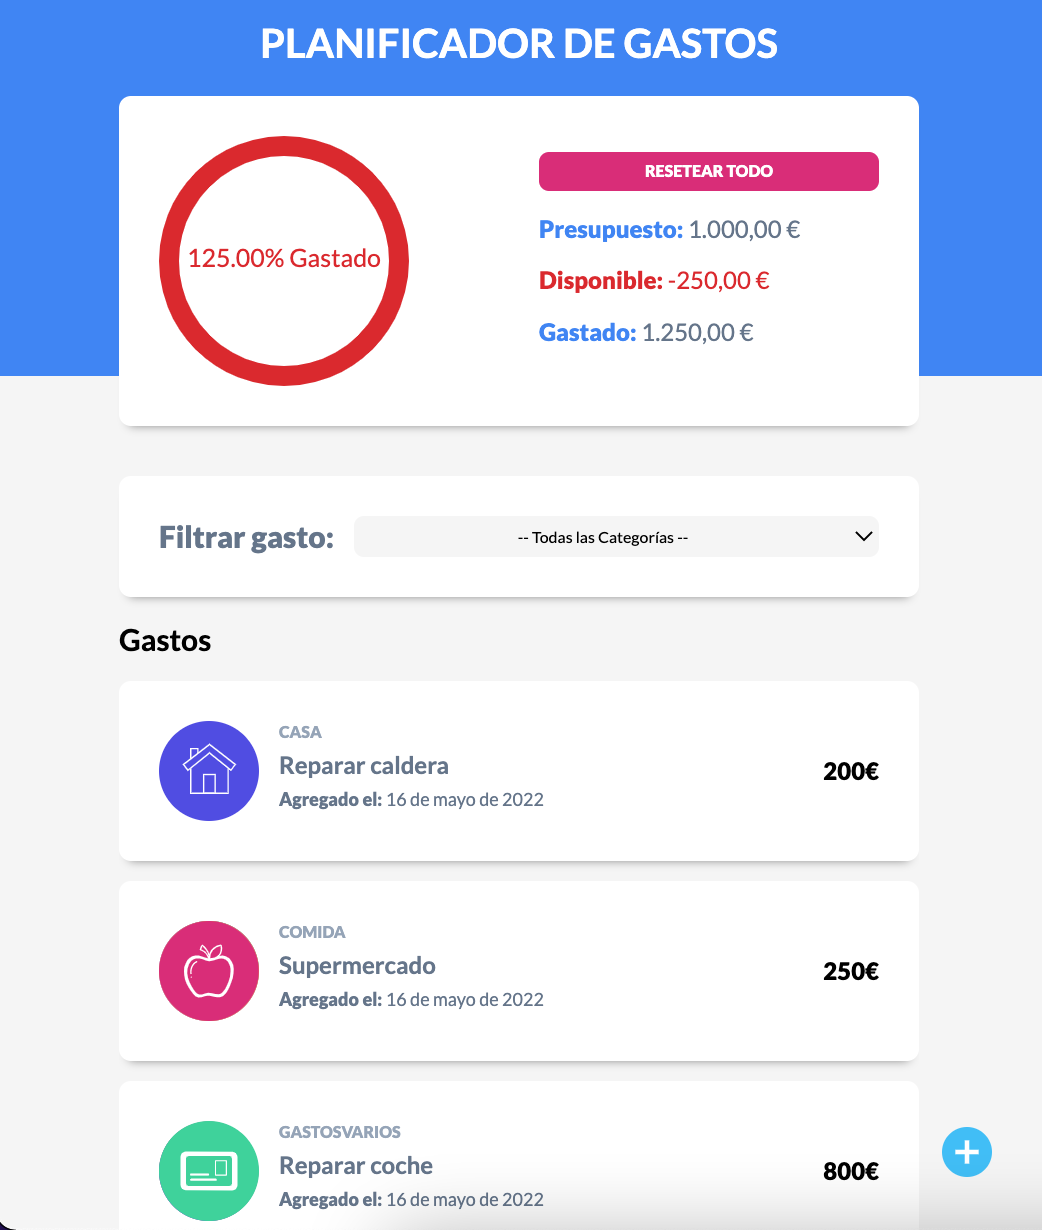 PLANIFICADOR DE GASTOS
125.00% Gastado
RESETEAR TODO
Presupuesto: 1.000,00 €
Disponible: -250,00 €
Gastado: 1.250,00 €
Filtrar gasto:
-- Todas las Categorías --
Gastos
CASA
Reparar caldera
Agregado el: 16 de mayo de 2022
200€
COMIDA
Supermercado
Agregado el: 16 de mayo de 2022
250€
GASTOSVARIOS
Reparar coche
Agregado el: 16 de mayo de 2022
800€